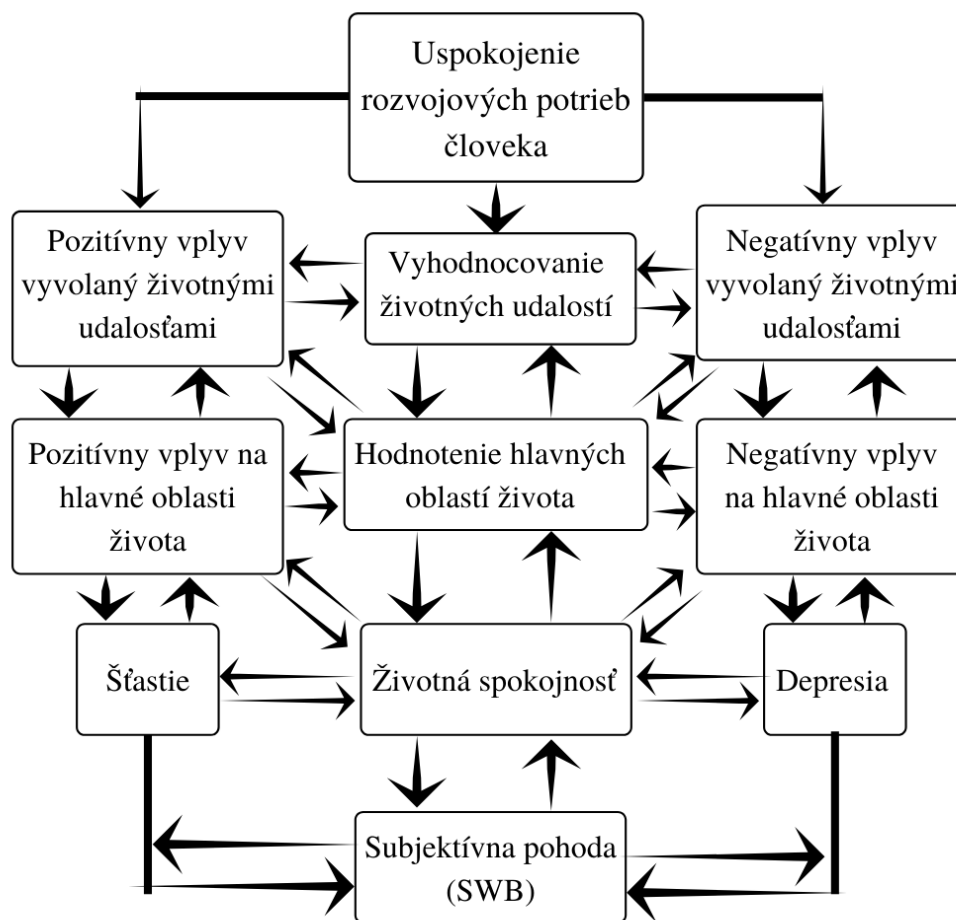 Uspokojenie
rozvojových potrieb
človeka
Pozitívny vplyv
vyvolaný životnými
udalosťami
Vyhodnocovanie
životných udalostí
Negatívny vplyv
vyvolaný životnými
udalosťami
Pozitívny vplyv na
hlavné oblasti
života
Hodnotenie hlavných
oblastí života
Negatívny vplyv
na hlavné oblasti
života
Šťastie
Životná spokojnosť
Depresia
Subjektívna pohoda
(SWB)